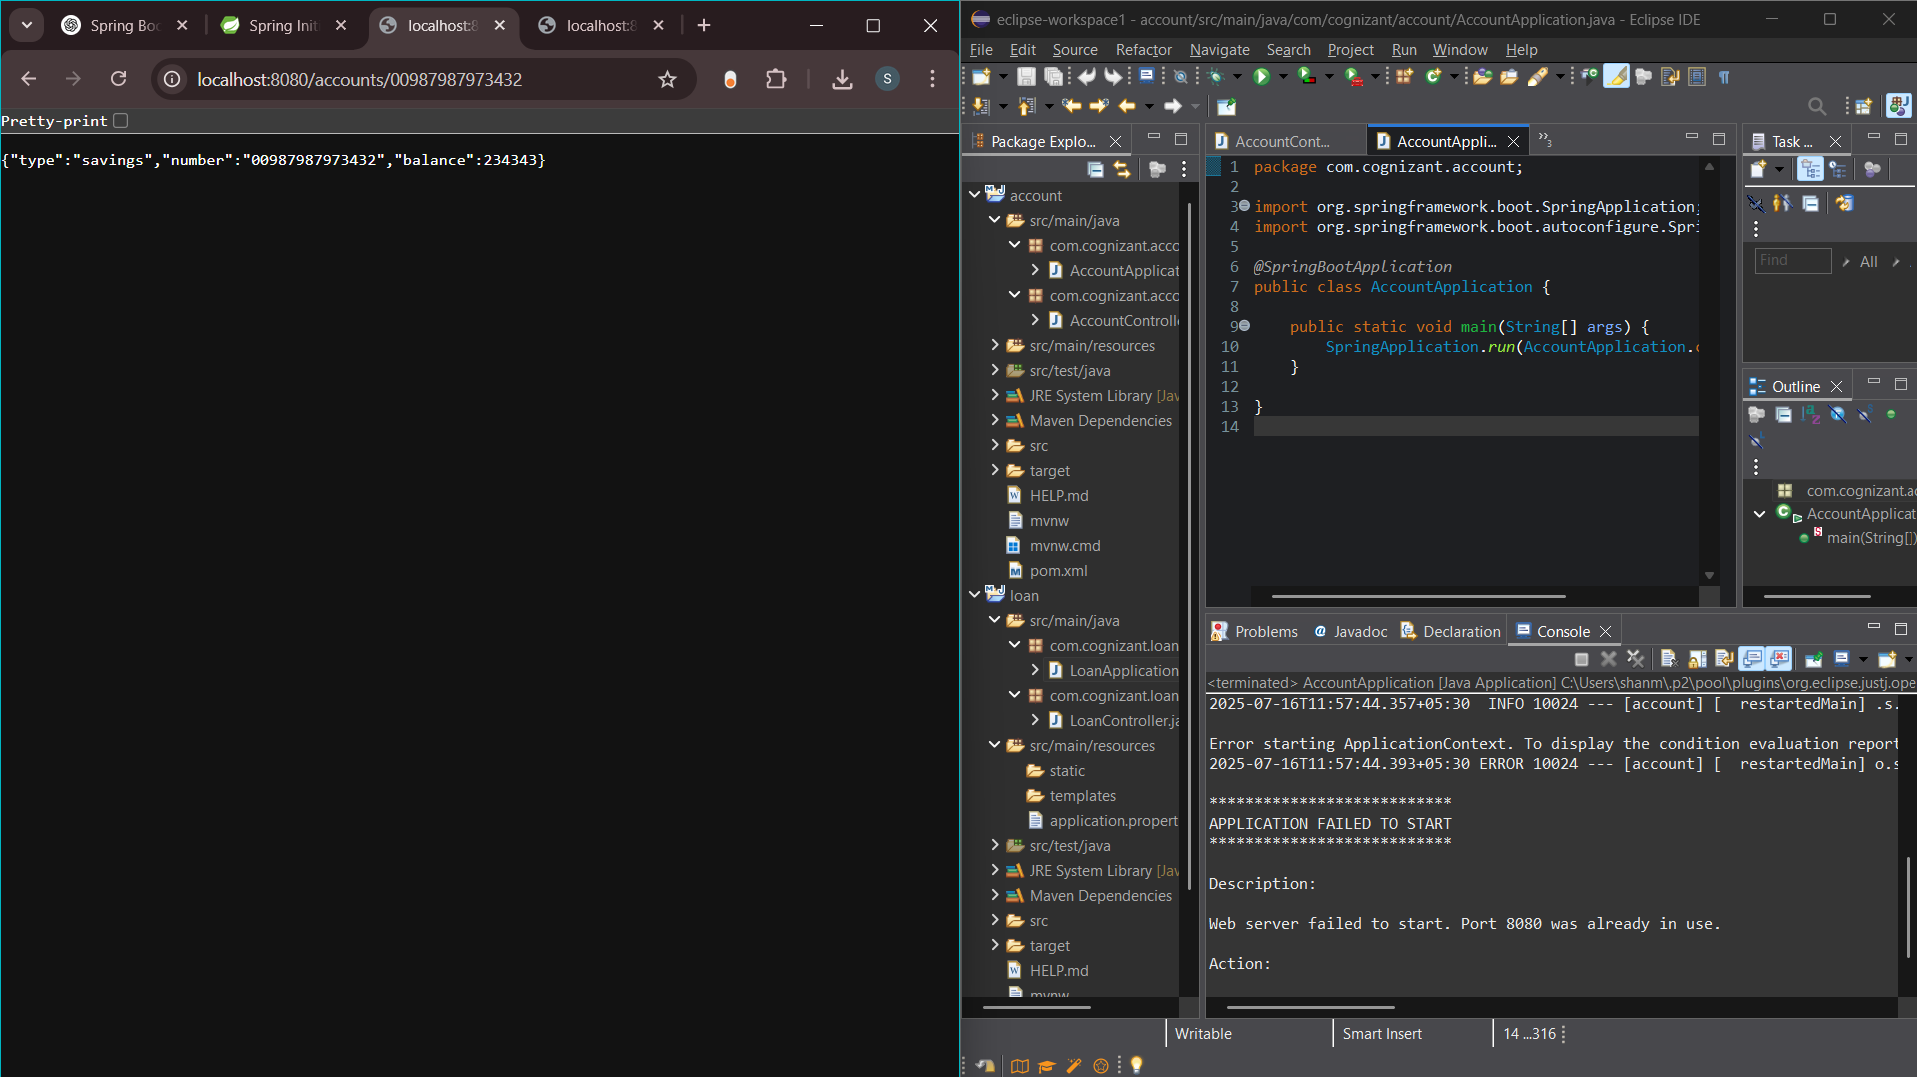 Spring Boo
Spring Init
localhost:8
localhost:8
localhost:8080/accounts/00987987973432
S
Pretty-print
{"type":"savings","number":"00987987973432","balance":234343}
eclipse-workspace1 - account/src/main/java/com/cognizant/account/AccountApplication.java - Eclipse IDE
File Edit Source Refactor Navigate Search Project Run Window Help
Package Explo...
account
src/main/java
com.cognizant.acco
AccountApplicat
com.cognizant.acco
AccountControlle
src/main/resources
src/test/java
JRE System Library [Jav
Maven Dependencies
src
target
HELP.md
mvnw
mvnw.cmd
pom.xml
loan
src/main/java
com.cognizant.loan
LoanApplication
com.cognizant.loan
LoanController.ja
src/main/resources
static
templates
application.propert
src/test/java
JRE System Library [Jav
Maven Dependencies
src
target
HELP.md
mvnw
AccountCont...
AccountAppli...
»3
1 package com.cognizant.account;
2
3 import org.springframework.boot.SpringApplication;
4 import org.springframework.boot.autoconfigure.Spri
5
6 @SpringBootApplication
7 public class AccountApplication {
8
9 public static void main(String[] args) {
10 SpringApplication.run(AccountApplication.c
11 }
12
13 }
14
Task ...
Find
All
Outline
com.cognizant.ac
AccountApplicat
main(String[])
Problems
Javadoc
Declaration
Console
<terminated> AccountApplication [Java Application] C:\Users\shanm\.p2\pool\plugins\org.eclipse.justj.ope
2025-07-16T11:57:44.357+05:30 INFO 10024 --- [account] [ restartedMain] .s.
Error starting ApplicationContext. To display the condition evaluation report
2025-07-16T11:57:44.393+05:30 ERROR 10024 --- [account] [ restartedMain] o.s
***************************
APPLICATION FAILED TO START
***************************
Description:
Web server failed to start. Port 8080 was already in use.
Action:
Writable
Smart Insert
14 ...316